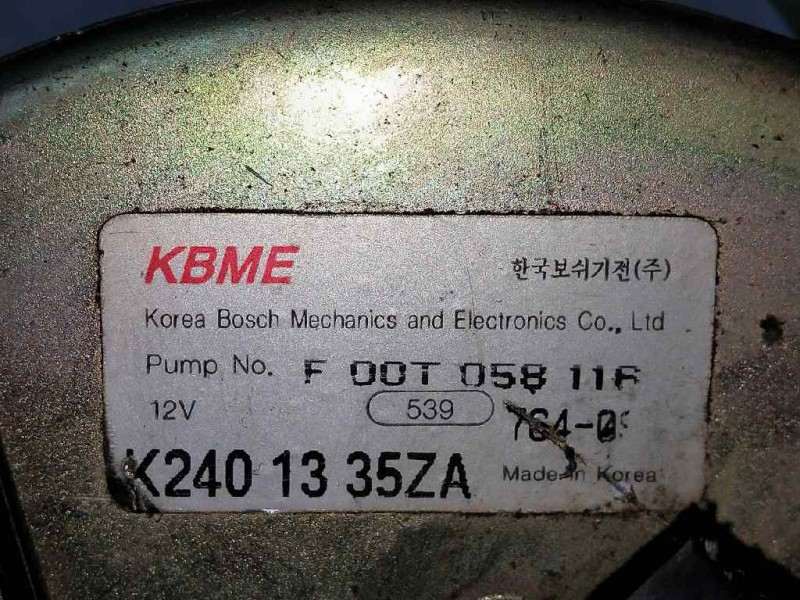 KBME 한국보쉬기전(주)
Korea Bosch Mechanics and Electronics Co., Ltd
Pump No. F 00T 058 
12V 539
K240 13 35ZA Made in Korea